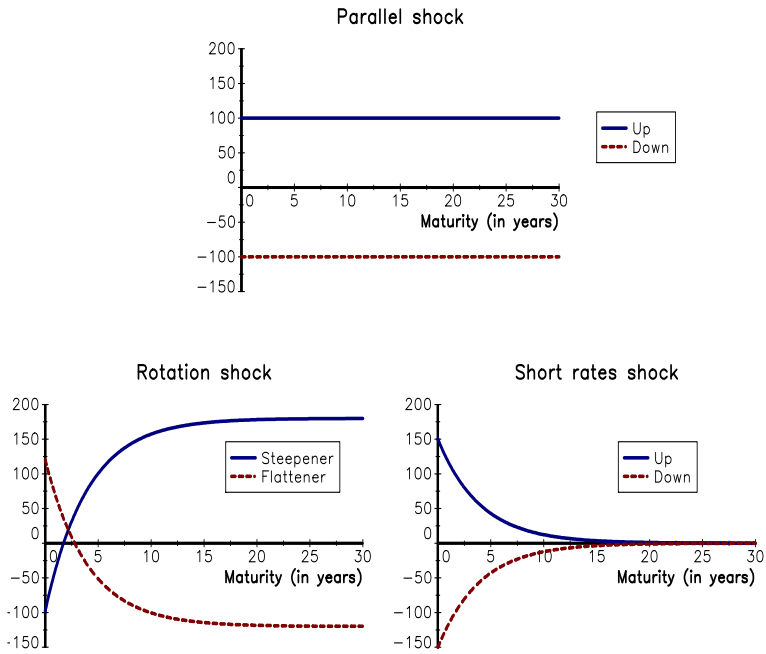 Parallel shock
200
150
100
50
0
-50
-100
-150
0 5 10 15 20 25 30
Maturity (in years)
Up
Down
Rotation shock
200
150
100
50
0
-50
-100
-150
0 5 10 15 20 25 30
Maturity (in years)
Steepener
Flattener
Short rates shock
200
150
100
50
0
-50
-100
-150
0 5 10 15 20 25 30
Maturity (in years)
Up
Down